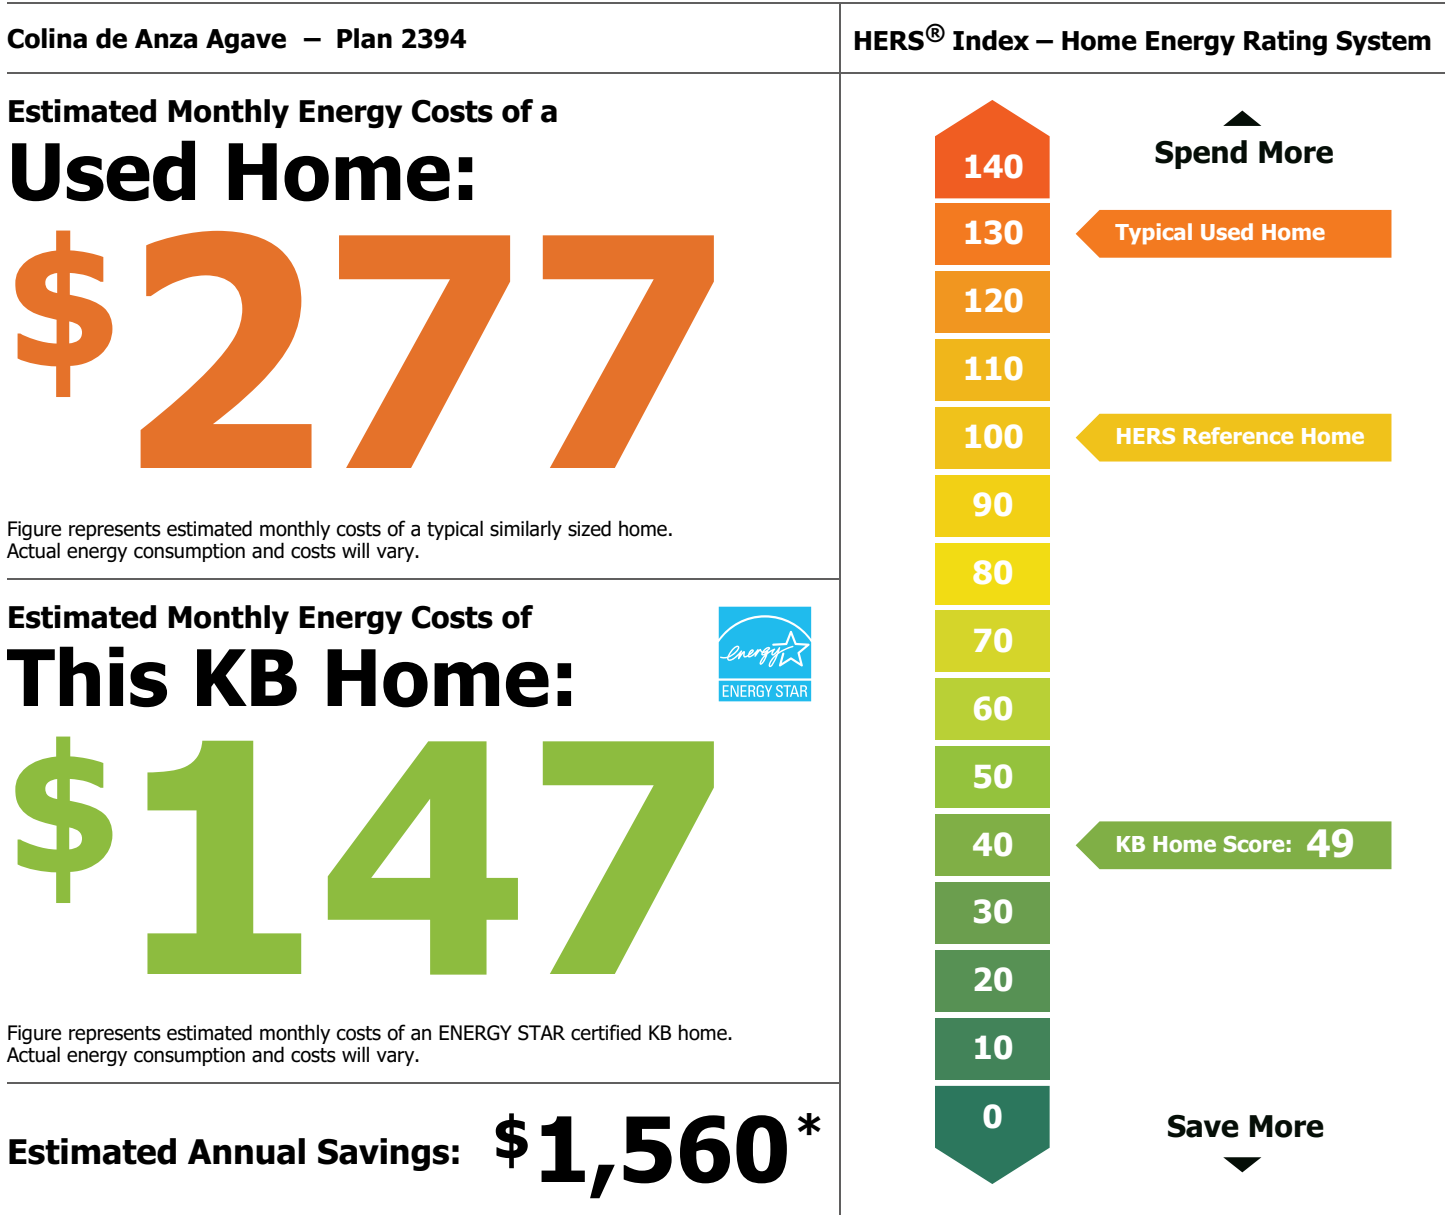 Colina de Anza Agave – Plan 2394
Estimated Monthly Energy Costs of a
Used Home:
$277
Figure represents estimated monthly costs of a typical similarly sized home.
Actual energy consumption and costs will vary.
Estimated Monthly Energy Costs of
This KB Home:
energy
ENERGY STAR
$147
Figure represents estimated monthly costs of an ENERGY STAR certified KB home.
Actual energy consumption and costs will vary.
Estimated Annual Savings: $1,560*
HERS® Index – Home Energy Rating System
Spend More
140
130 Typical Used Home
120
110
100 HERS Reference Home
90
80
70
60
50
40 KB Home Score: 49
30
20
10
0
Save More